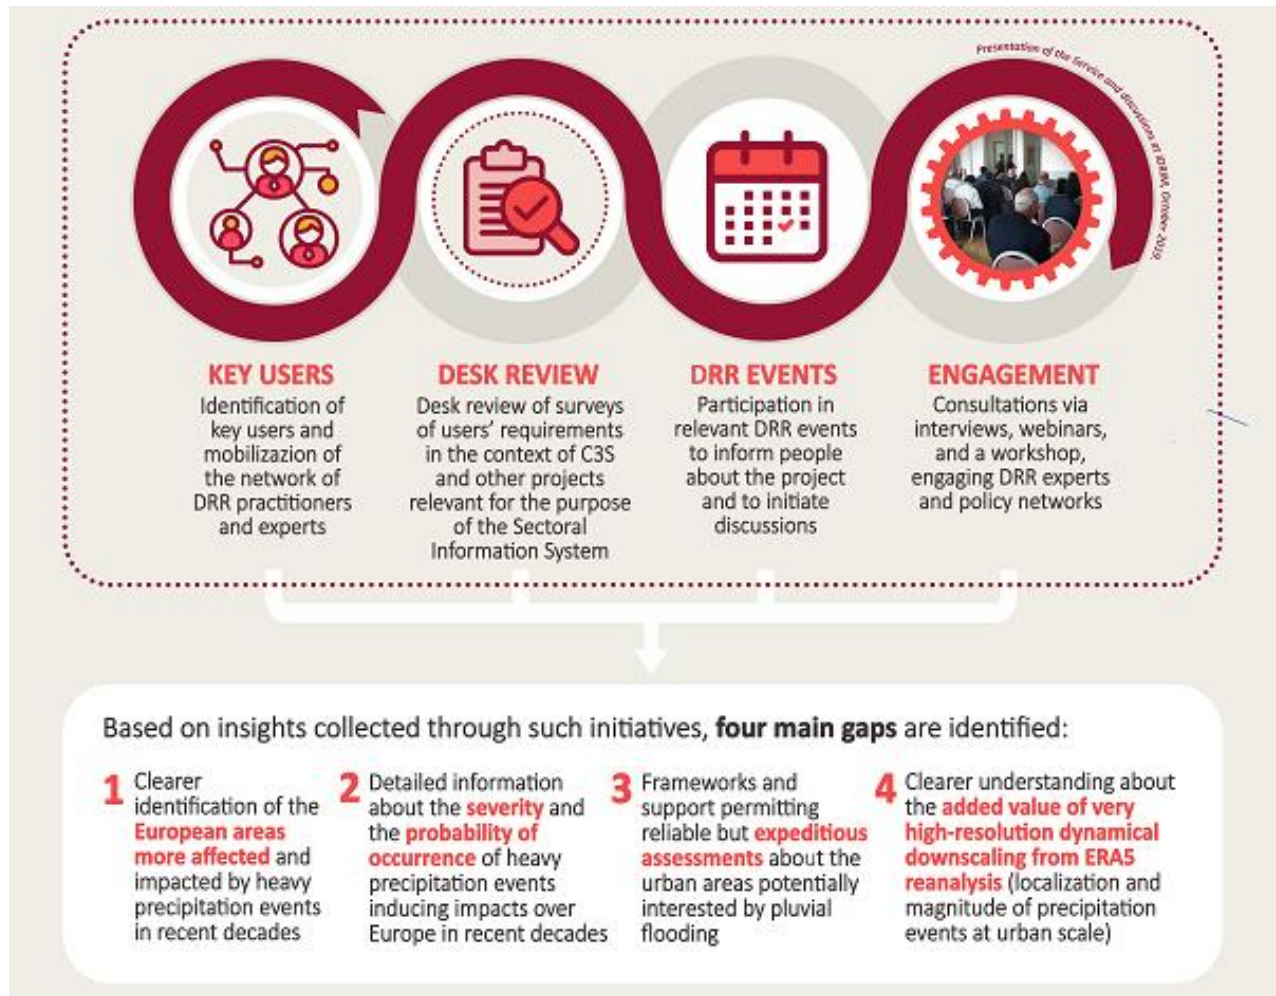 Presentation of the Service and discussions in IDRiM, October 2019.
KEY USERS
Identification of
key users and
mobilizazion of
the network of
DRR practitioners
and experts
DESK REVIEW
Desk review of surveys
of users’ requirements
in the context of C3S
and other projects
relevant for the purpose
of the Sectoral
Information System
DRR EVENTS
Participation in
relevant DRR events
to inform people
about the project
and to initiate
discussions
ENGAGEMENT
Consultations via
interviews, webinars,
and a workshop,
engaging DRR experts
and policy networks
Based on insights collected through such initiatives, four main gaps are identified:
1 Clearer
identification of the
European areas
more affected and
impacted by heavy
precipitation events
in recent decades
2 Detailed information
about the severity and
the probability of
occurrence of heavy
precipitation events
inducing impacts over
Europe in recent decades
3 Frameworks and
support permitting
reliable but expeditious
assessments about the
urban areas potentially
interested by pluvial
flooding
4 Clearer understanding about
the added value of very
high-resolution dynamical
downscaling from ERA5
reanalysis (localization and
magnitude of precipitation
events at urban scale)